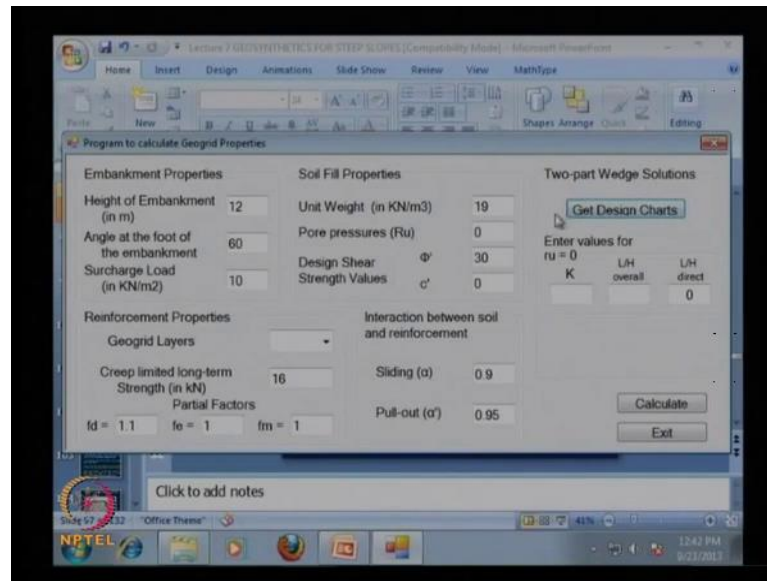 Lecture 7 GEOSYNTHETICS FOR STEEP SLOPES [Compatibility Mode] - Microsoft PowerPoint
Home Insert Design Animations Slide Show Review View MathType
Paste New Shapes Arrange Quick Editing
Program to calculate Geogrid Properties
Embankment Properties
Height of Embankment (in m) 12
Angle at the foot of the embankment 60
Surcharge Load (in KN/m2) 10
Soil Fill Properties
Unit Weight (in KN/m3) 19
Pore pressures (Ru) 0
Design Shear Strength Values Φ' 30
c' 0
Two-part Wedge Solutions
Get Design Charts
Enter values for ru = 0
K L/H overall L/H direct
0
Reinforcement Properties
Geogrid Layers
Creep limited long-term Strength (in kN) 16
Partial Factors
fd = 1.1 fe = 1 fm = 1
Interaction between soil and reinforcement
Sliding (α) 0.9
Pull-out (α') 0.95
Calculate
Exit
Click to add notes
"Office Theme"
41%
NPTEL
12:42 PM
9/23/2013